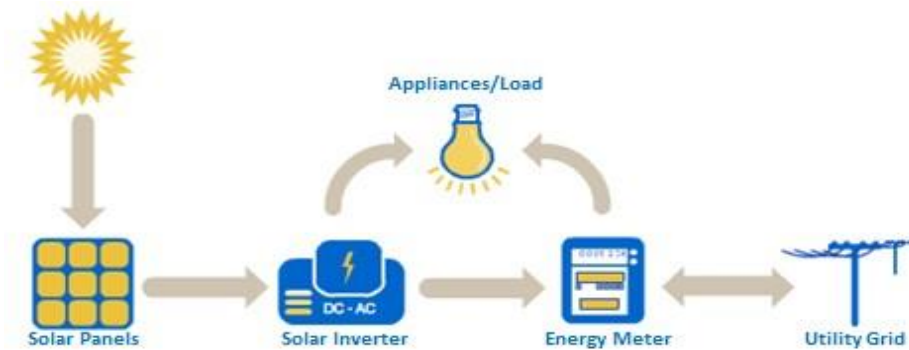 Appliances/Load
DC - AC
Solar Panels
Solar Inverter
Energy Meter
Utility Grid